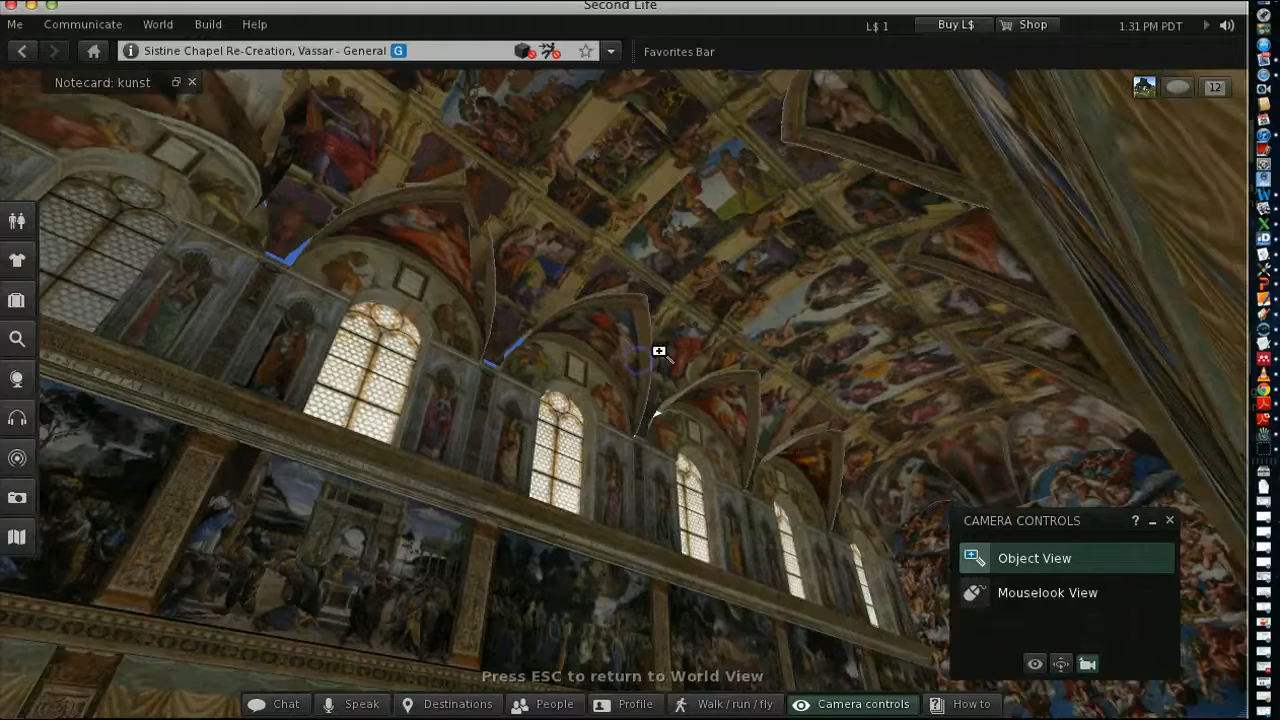 Second Life
Me Communicate World Build Help L$ 1 Buy L$ Shop 1:31 PM PDT
Sistine Chapel Re-Creation, Vassar - General G Favorites Bar
Notecard: kunst 12
CAMERA CONTROLS ?
Object View
Mouselook View
Press ESC to return to World View
Chat Speak Destinations People Profile Walk / run / fly Camera controls How to